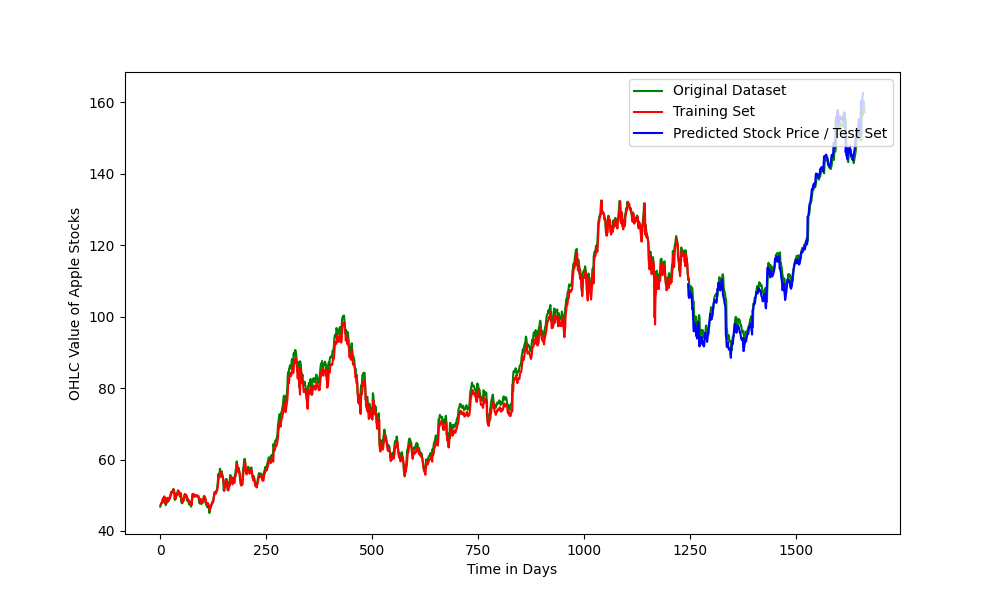 Original Dataset
Training Set
Predicted Stock Price / Test Set
OHLC Value of Apple Stocks
160
140
120
100
80
60
40
0 250 500 750 1000 1250 1500
Time in Days